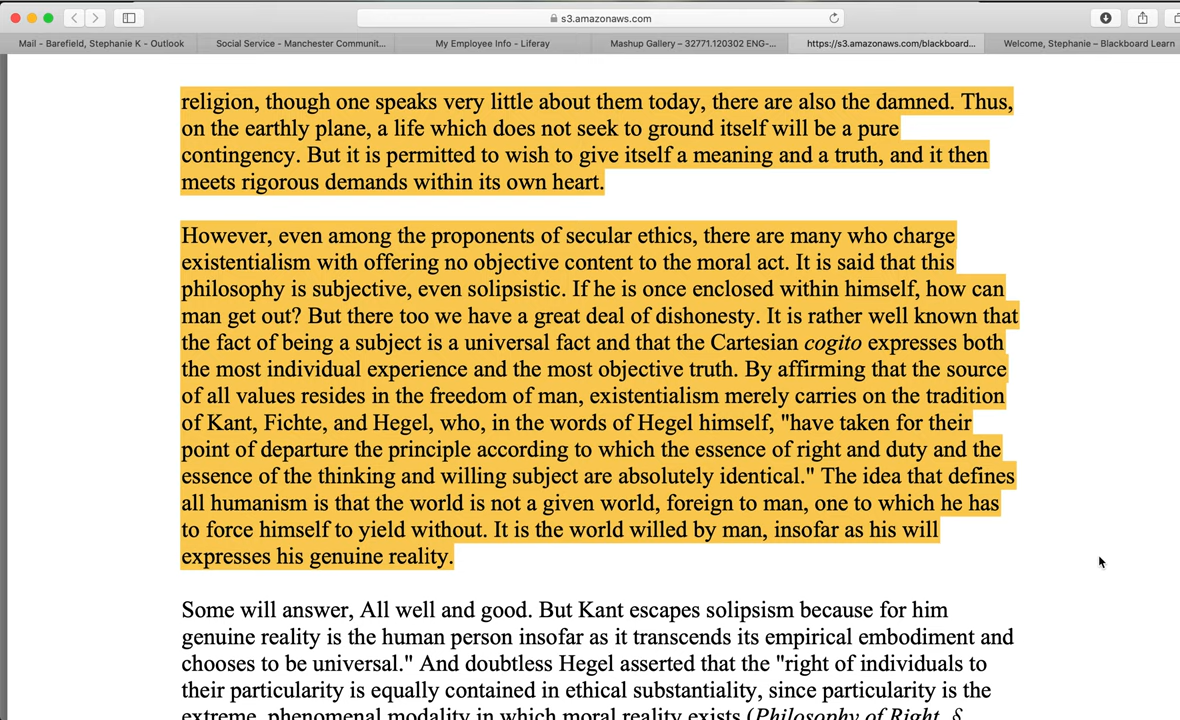 s3.amazonaws.com
Mail - Barefield, Stephanie K - Outlook
Social Service - Manchester Communit...
My Employee Info - Liferay
Mashup Gallery – 32771.120302 ENG-...
https://s3.amazonaws.com/blackboard...
Welcome, Stephanie – Blackboard Learn
religion, though one speaks very little about them today, there are also the damned. Thus,
on the earthly plane, a life which does not seek to ground itself will be a pure
contingency. But it is permitted to wish to give itself a meaning and a truth, and it then
meets rigorous demands within its own heart.
However, even among the proponents of secular ethics, there are many who charge
existentialism with offering no objective content to the moral act. It is said that this
philosophy is subjective, even solipsistic. If he is once enclosed within himself, how can
man get out? But there too we have a great deal of dishonesty. It is rather well known that
the fact of being a subject is a universal fact and that the Cartesian cogito expresses both
the most individual experience and the most objective truth. By affirming that the source
of all values resides in the freedom of man, existentialism merely carries on the tradition
of Kant, Fichte, and Hegel, who, in the words of Hegel himself, "have taken for their
point of departure the principle according to which the essence of right and duty and the
essence of the thinking and willing subject are absolutely identical." The idea that defines
all humanism is that the world is not a given world, foreign to man, one to which he has
to force himself to yield without. It is the world willed by man, insofar as his will
expresses his genuine reality.
Some will answer, All well and good. But Kant escapes solipsism because for him
genuine reality is the human person insofar as it transcends its empirical embodiment and
chooses to be universal." And doubtless Hegel asserted that the "right of individuals to
their particularity is equally contained in ethical substantiality, since particularity is the
extreme, phenomenal modality in which moral reality exists (Philosophy of Right, §